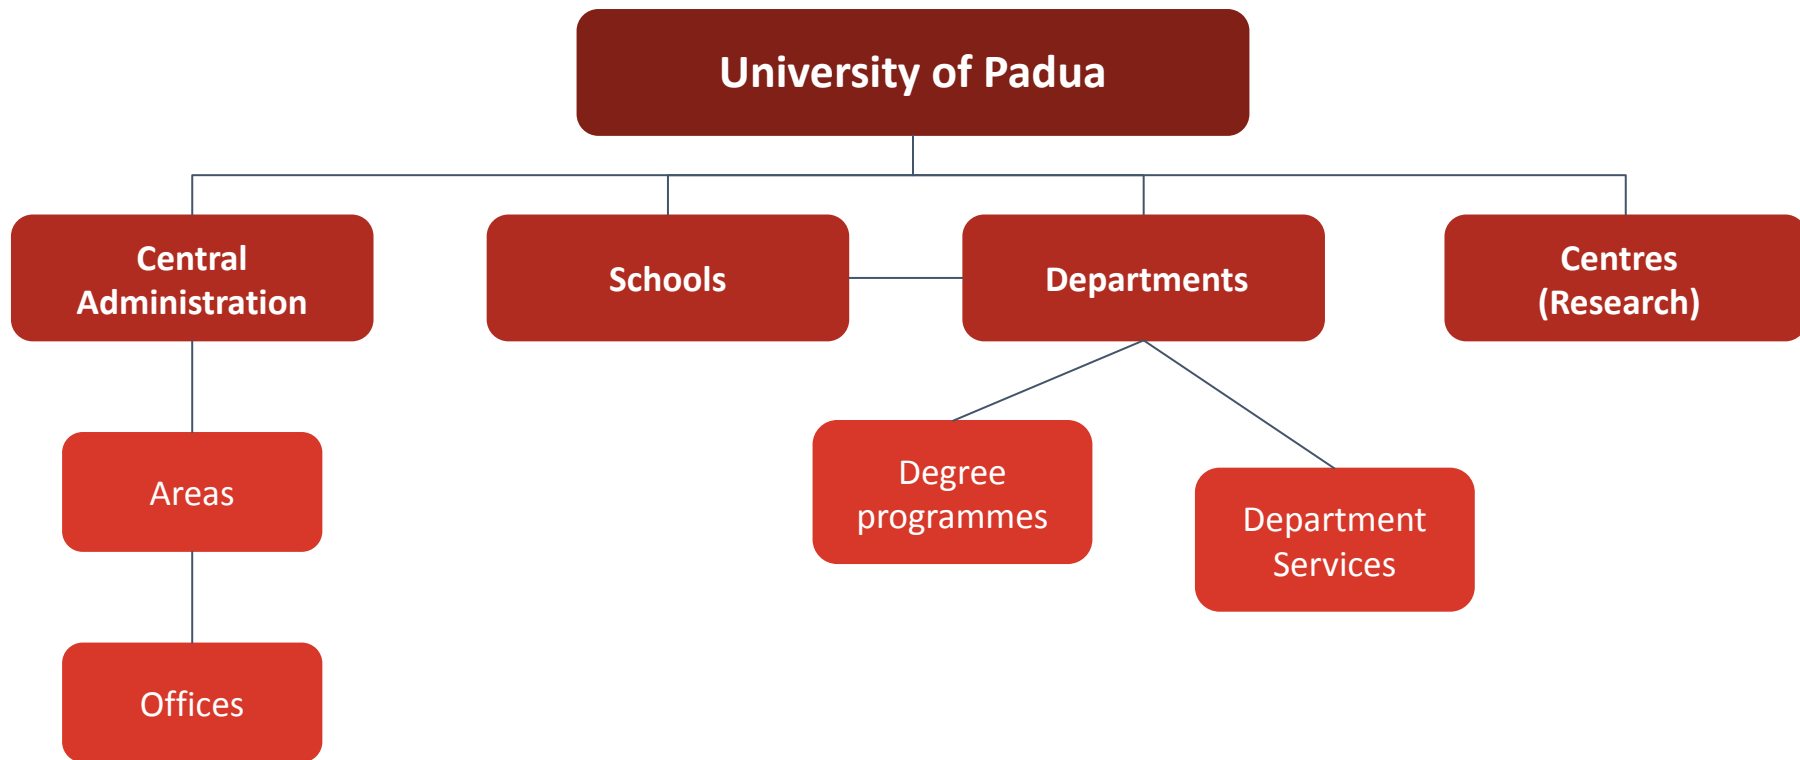 University of Padua
Central
Administration
Schools
Departments
Centres
(Research)
Areas
Degree
programmes
Department
Services
Offices